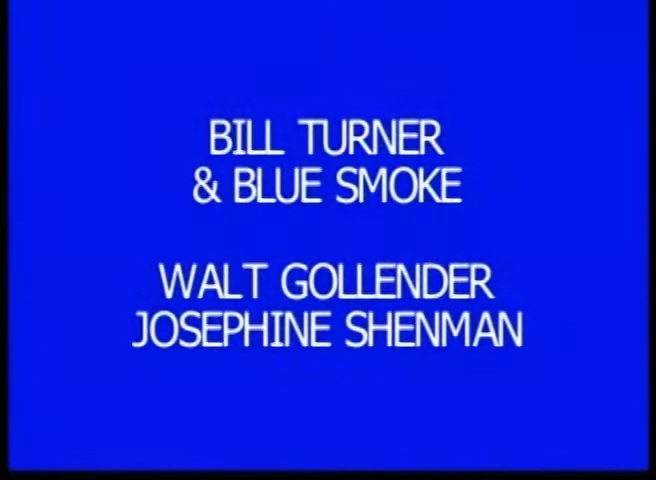 BILL TURNER
& BLUE SMOKE
WALT GOLLENDER
JOSEPHINE SHENMAN